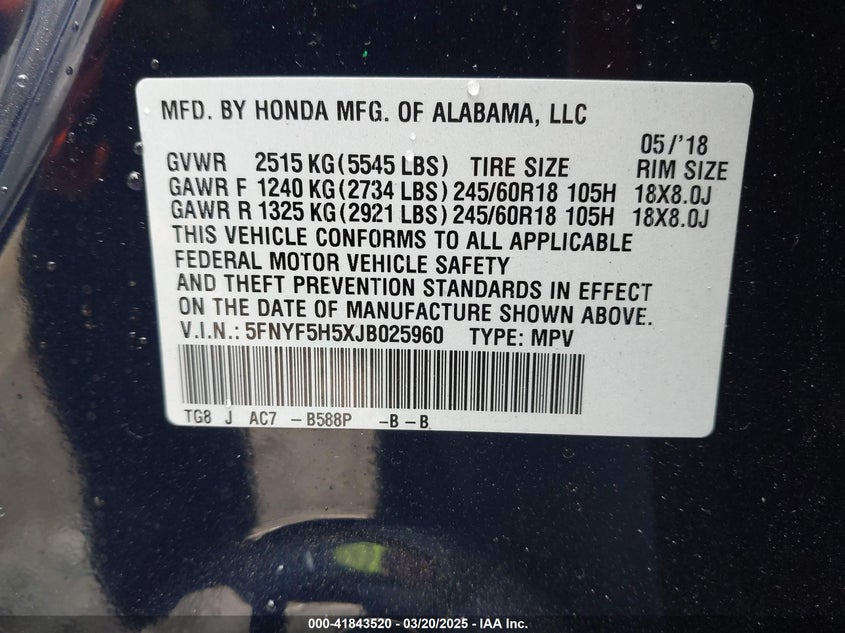 MFD. BY HONDA MFG. OF ALABAMA, LLC
05/'18
GVWR 2515 KG (5545 LBS) TIRE SIZE RIM SIZE
GAWR F 1240 KG (2734 LBS) 245/60R18 105H 18X8.0J
GAWR R 1325 KG (2921 LBS) 245/60R18 105H 18X8.0J
THIS VEHICLE CONFORMS TO ALL APPLICABLE
FEDERAL MOTOR VEHICLE SAFETY
AND THEFT PREVENTION STANDARDS IN EFFECT
ON THE DATE OF MANUFACTURE SHOWN ABOVE.
V.I.N.: 5FNYF5H5XJB025960 TYPE: MPV
TG8 J AC7 -B588P -B-B
000-41843520 - 03/20/2025 - IAA Inc.